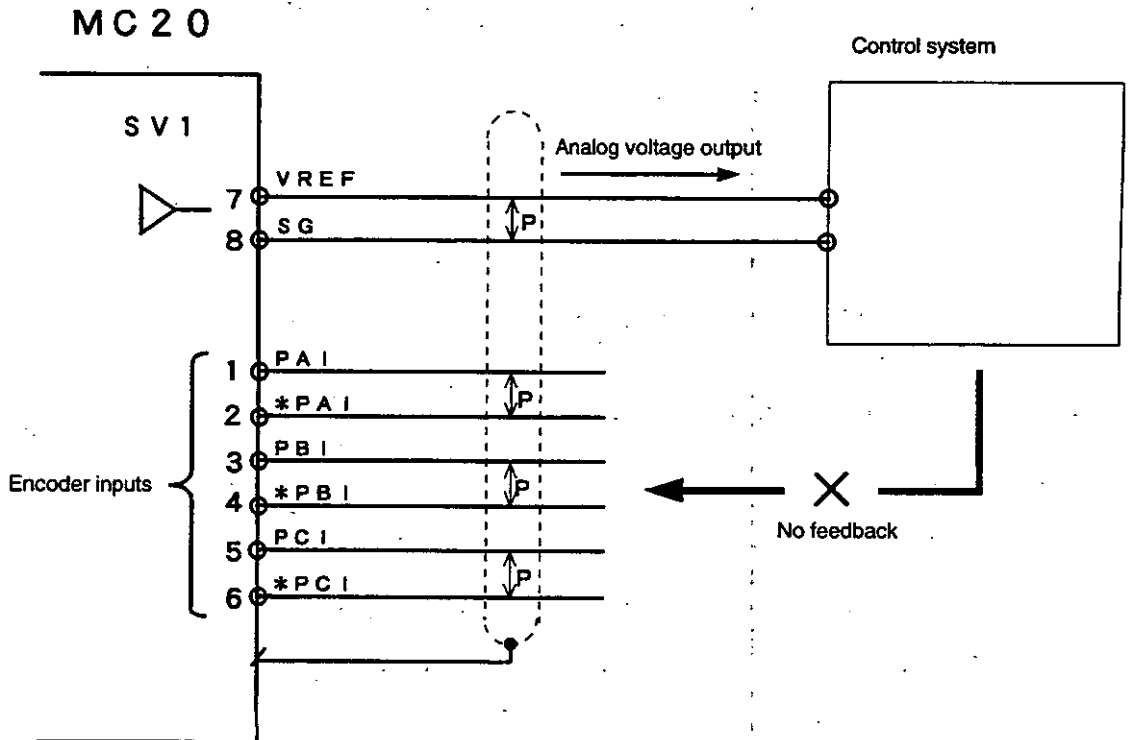 MC20
Control system
SV1
Analog voltage output
7 VREF
P
8 SG
1 PAI
P
2 *PAI
3 PBI
Encoder inputs
P
4 *PBI
No feedback
5 PCI
P
6 *PCI